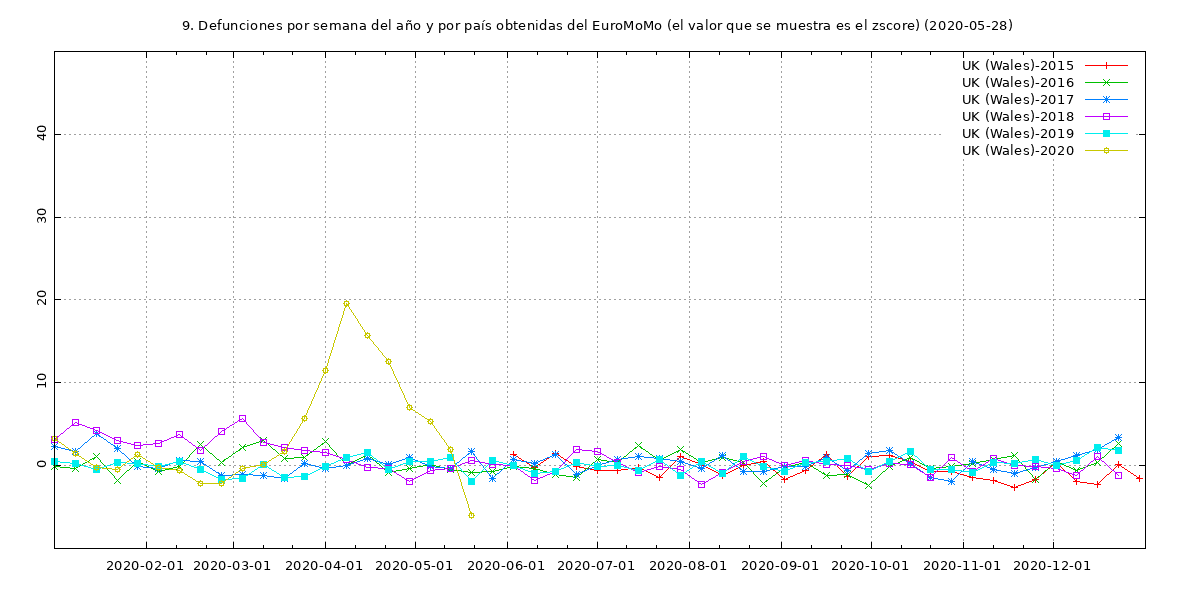 9. Defunciones por semana del año y por país obtenidas del EuroMoMo (el valor que se muestra es el zscore) (2020-05-28)
UK (Wales)-2015
UK (Wales)-2016
UK (Wales)-2017
UK (Wales)-2018
UK (Wales)-2019
UK (Wales)-2020
40
30
20
10
0
2020-02-01 2020-03-01 2020-04-01 2020-05-01 2020-06-01 2020-07-01 2020-08-01 2020-09-01 2020-10-01 2020-11-01 2020-12-01